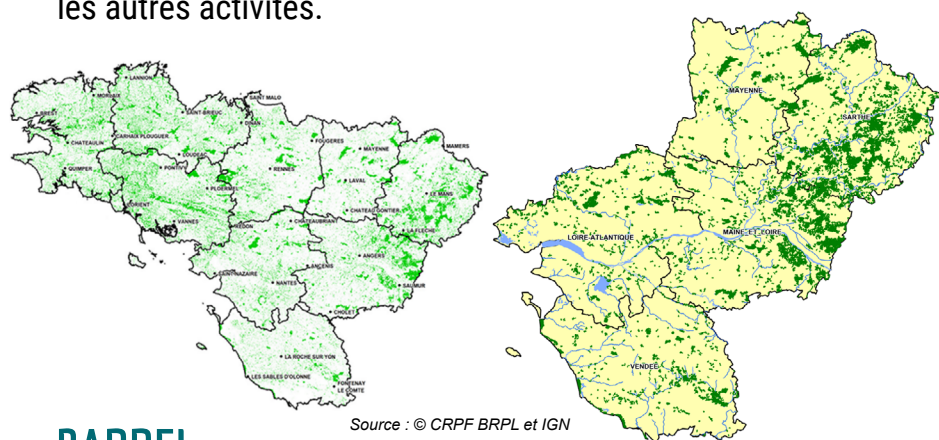 les autres activités.
LANNION
MORLAIX
SAINT MALO
BREST
SAINT-BRIEUC
DINAN
CARHAIX PLOUGUER
FOUGERES
CHATEAULIN
LOUDEAC
MAYENNE
MAMERS
QUIMPER
PONTIVY
RENNES
LAVAL
PLOERMEL
LE MANS
LORIENT
CHATEAU GONTIER
VANNES
REDON
CHATEAUBRIANT
LA FLECHE
ANGERS
ANCENIS
SAINT-NAZAIRE
NANTES
SAUMUR
CHOLET
LA ROCHE SUR YON
LES SABLES D'OLONNE
FONTENAY
LE COMTE
MAYENNE
SARTHE
LOIRE-ATLANTIQUE
MAINE-ET-LOIRE
VENDÉE
Source : © CRPF BRPL et IGN